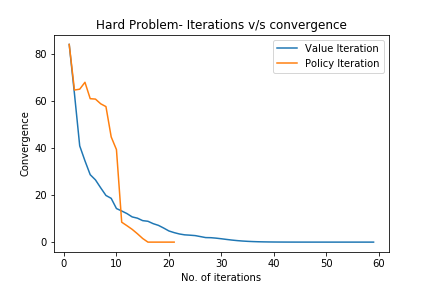 Hard Problem- Iterations v/s convergence
Value Iteration
Policy Iteration
Convergence
80
60
40
20
0
0 10 20 30 40 50 60
No. of iterations